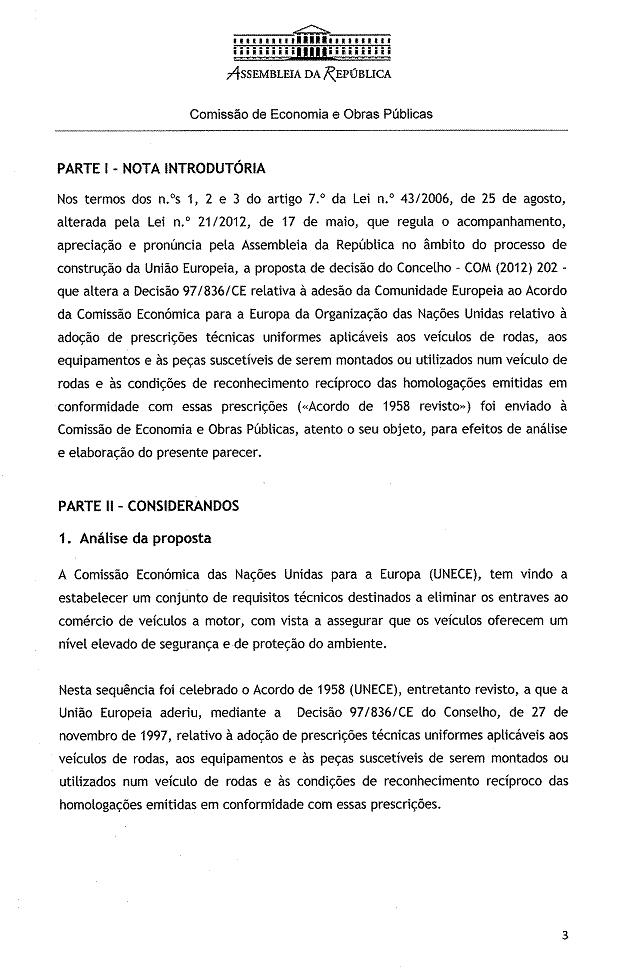 ASSEMBLEIA DA REPÚBLICA
Comissão de Economia e Obras Públicas
PARTE I - NOTA INTRODUTÓRIA
Nos termos dos n.ºs 1, 2 e 3 do artigo 7.º da Lei n.º 43/2006, de 25 de agosto,
alterada pela Lei n.º 21/2012, de 17 de maio, que regula o acompanhamento,
apreciação e pronúncia pela Assembleia da República no âmbito do processo de
construção da União Europeia, a proposta de decisão do Concelho - COM (2012) 202 -
que altera a Decisão 97/836/CE relativa à adesão da Comunidade Europeia ao Acordo
da Comissão Económica para a Europa da Organização das Nações Unidas relativo à
adoção de prescrições técnicas uniformes aplicáveis aos veículos de rodas, aos
equipamentos e às peças suscetíveis de serem montados ou utilizados num veículo de
rodas e às condições de reconhecimento recíproco das homologações emitidas em
conformidade com essas prescrições («Acordo de 1958 revisto») foi enviado à
Comissão de Economia e Obras Públicas, atento o seu objeto, para efeitos de análise
e elaboração do presente parecer.
PARTE II - CONSIDERANDOS
1. Análise da proposta
A Comissão Económica das Nações Unidas para a Europa (UNECE), tem vindo a
estabelecer um conjunto de requisitos técnicos destinados a eliminar os entraves ao
comércio de veículos a motor, com vista a assegurar que os veículos oferecem um
nível elevado de segurança e de proteção do ambiente.
Nesta sequência foi celebrado o Acordo de 1958 (UNECE), entretanto revisto, a que a
União Europeia aderiu, mediante a Decisão 97/836/CE do Conselho, de 27 de
novembro de 1997, relativo à adoção de prescrições técnicas uniformes aplicáveis aos
veículos de rodas, aos equipamentos e às peças suscetíveis de serem montados ou
utilizados num veículo de rodas e às condições de reconhecimento recíproco das
homologações emitidas em conformidade com essas prescrições.
3